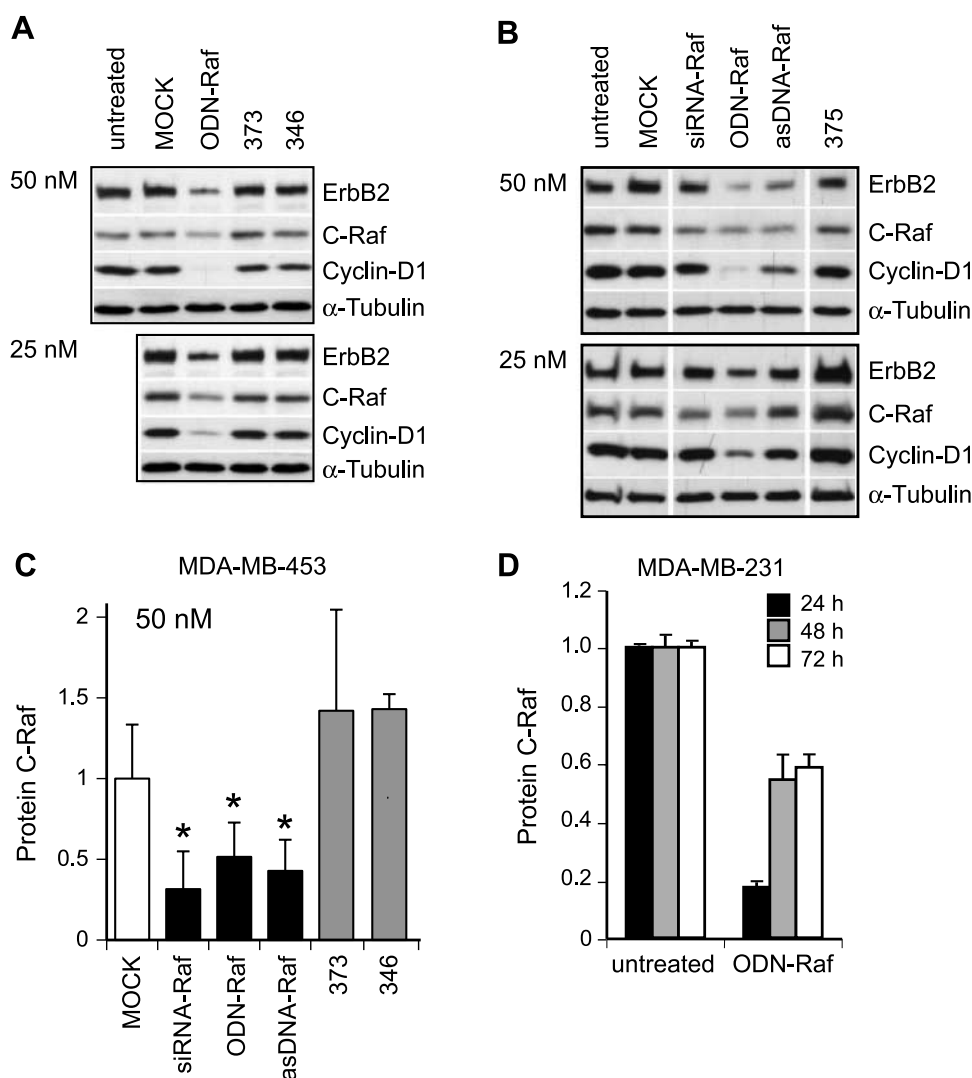 A
untreated
MOCK
ODN-Raf
373
346
50 nM
ErbB2
C-Raf
Cyclin-D1
α-Tubulin
25 nM
ErbB2
C-Raf
Cyclin-D1
α-Tubulin
B
untreated
MOCK
siRNA-Raf
ODN-Raf
asDNA-Raf
375
50 nM
ErbB2
C-Raf
Cyclin-D1
α-Tubulin
25 nM
ErbB2
C-Raf
Cyclin-D1
α-Tubulin
C
MDA-MB-453
50 nM
Protein C-Raf
2
1.5
1
0.5
0
*
*
*
MOCK
siRNA-Raf
ODN-Raf
asDNA-Raf
373
346
D
MDA-MB-231
24 h
48 h
72 h
Protein C-Raf
1.2
1.0
0.8
0.6
0.4
0.2
0
untreated
ODN-Raf